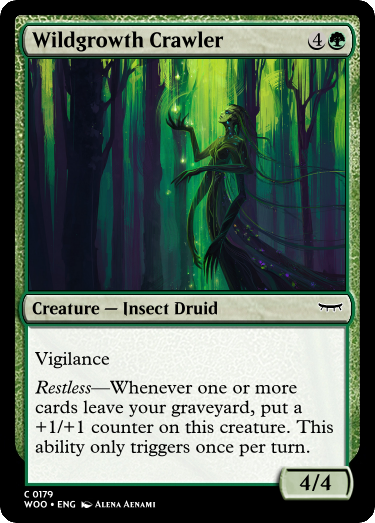 Wildgrowth Crawler 4
Creature — Insect Druid
Vigilance
Restless—Whenever one or more
cards leave your graveyard, put a
+1/+1 counter on this creature. This
ability only triggers once per turn.
4/4
C 0179
WOO • ENG Alena Aenami